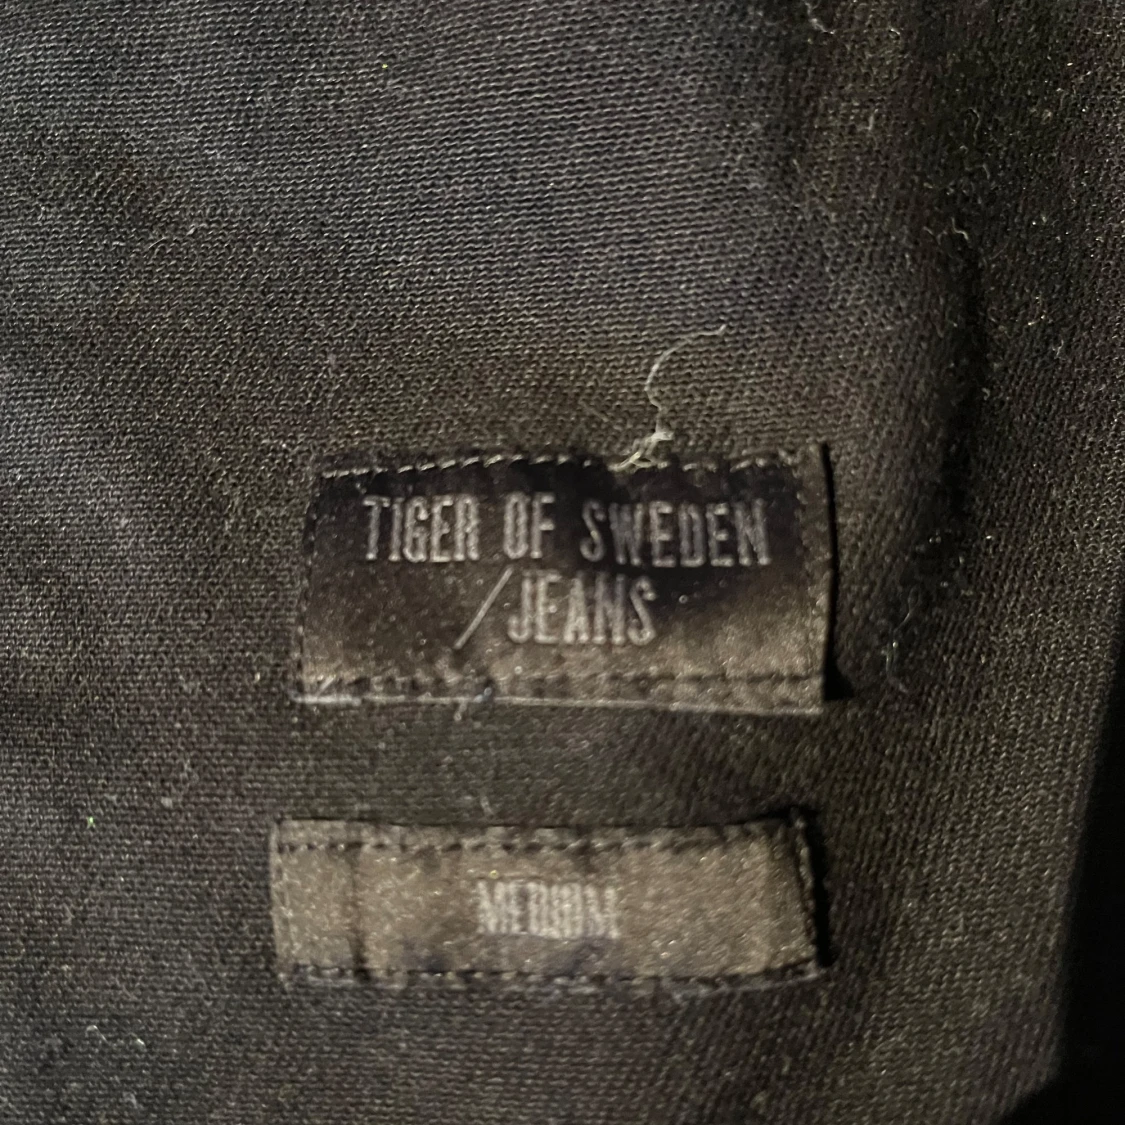 TIGER OF SWEDEN
/JEANS
MEDIUM